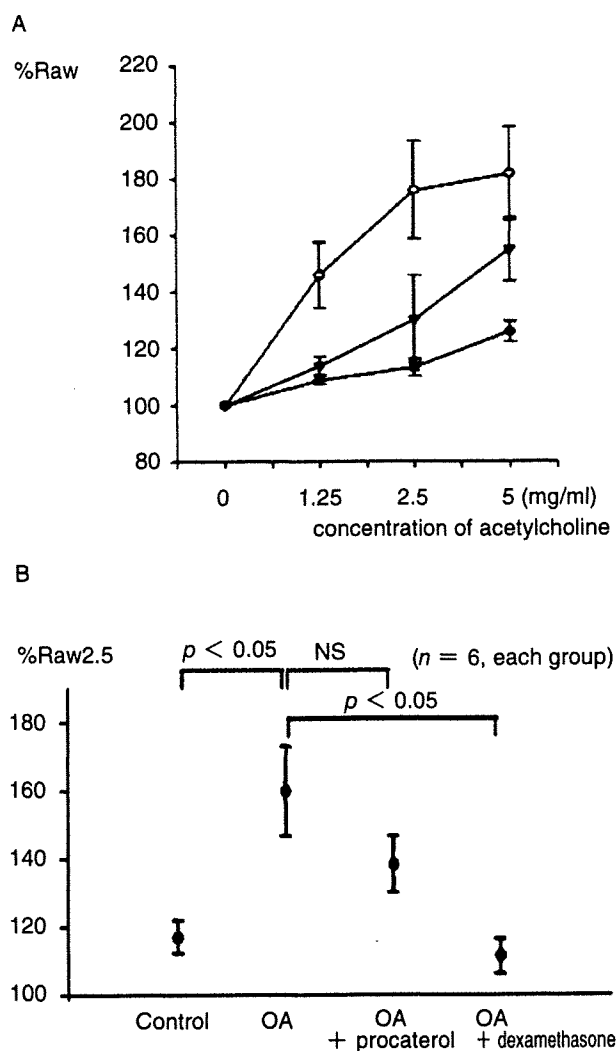 A
%Raw
220
200
180
160
140
120
100
80
0 1.25 2.5 5 (mg/ml)
concentration of acetylcholine
B
%Raw2.5
p < 0.05 NS (n = 6, each group)
p < 0.05
180
160
140
120
100
Control OA OA OA
+ procaterol + dexamethasone